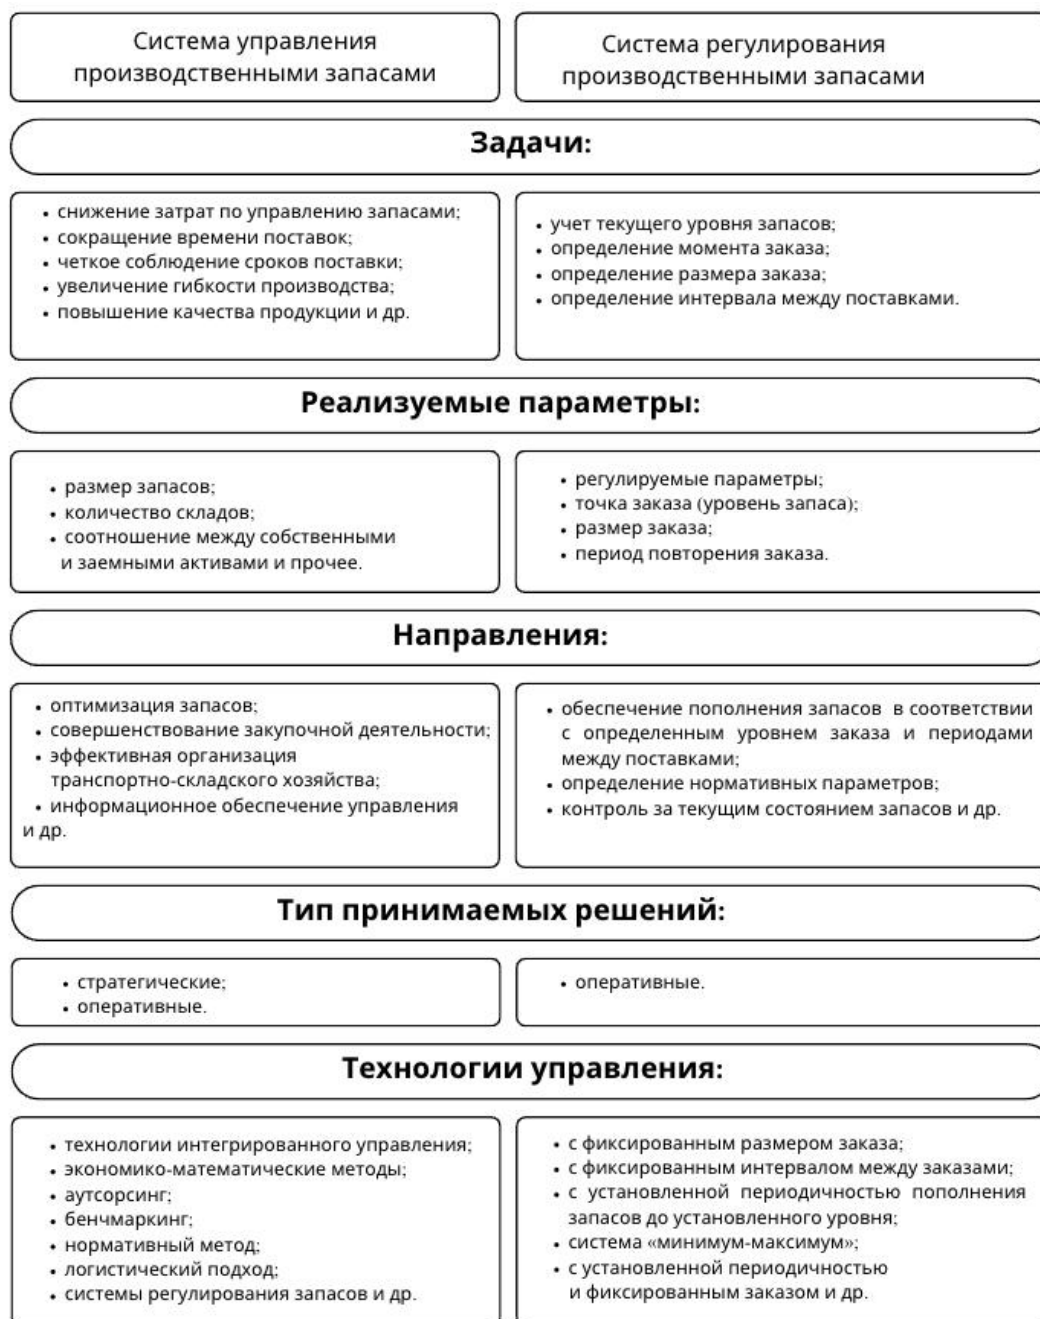 Система управления
производственными запасами
Система регулирования
производственными запасами
Задачи:
• снижение затрат по управлению запасами;
• сокращение времени поставок;
• четкое соблюдение сроков поставки;
• увеличение гибкости производства;
• повышение качества продукции и др.
• учет текущего уровня запасов;
• определение момента заказа;
• определение размера заказа;
• определение интервала между поставками.
Реализуемые параметры:
• размер запасов;
• количество складов;
• соотношение между собственными
и заемными активами и прочее.
• регулируемые параметры;
• точка заказа (уровень запаса);
• размер заказа;
• период повторения заказа.
Направления:
• оптимизация запасов;
• совершенствование закупочной деятельности;
• эффективная организация
транспортно-складского хозяйства;
• информационное обеспечение управления
и др.
• обеспечение пополнения запасов в соответствии
с определенным уровнем заказа и периодами
между поставками;
• определение нормативных параметров;
• контроль за текущим состоянием запасов и др.
Тип принимаемых решений:
• стратегические;
• оперативные.
• оперативные.
Технологии управления:
• технологии интегрированного управления;
• экономико-математические методы;
• аутсорсинг;
• бенчмаркинг;
• нормативный метод;
• логистический подход;
• системы регулирования запасов и др.
• с фиксированным размером заказа;
• с фиксированным интервалом между заказами;
• с установленной периодичностью пополнения
запасов до установленного уровня;
• система «минимум-максимум»;
• с установленной периодичностью
и фиксированным заказом и др.